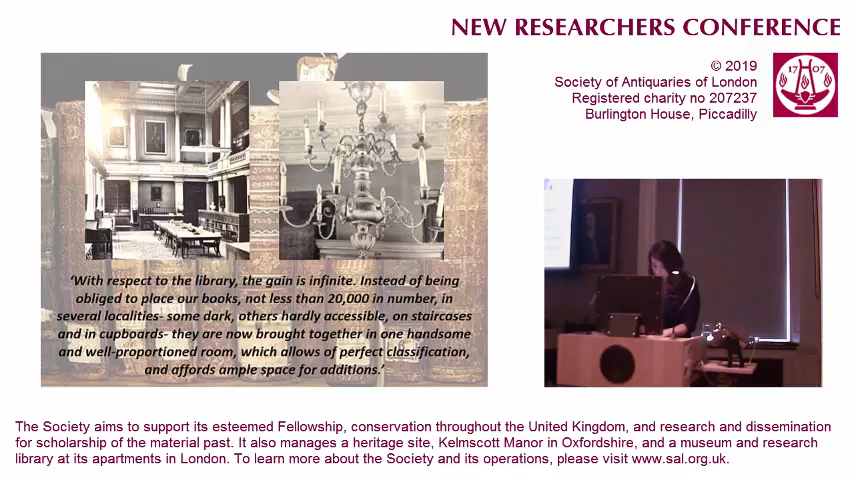 NEW RESEARCHERS CONFERENCE
© 2019
Society of Antiquaries of London
Registered charity no 207237
Burlington House, Piccadilly
17 07
'With respect to the library, the gain is infinite. Instead of being
obliged to place our books, not less than 20,000 in number, in
several localities- some dark, others hardly accessible, on staircases
and in cupboards- they are now brought together in one handsome
and well-proportioned room, which allows of perfect classification,
and affords ample space for additions.'
The Society aims to support its esteemed Fellowship, conservation throughout the United Kingdom, and research and dissemination
for scholarship of the material past. It also manages a heritage site, Kelmscott Manor in Oxfordshire, and a museum and research
library at its apartments in London. To learn more about the Society and its operations, please visit www.sal.org.uk.